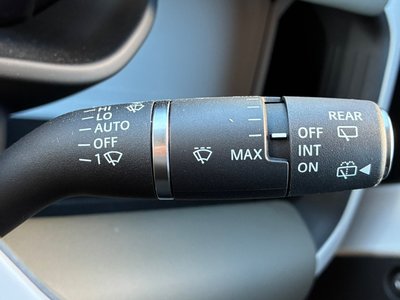 HI
LO
AUTO
OFF
1
MAX
REAR
OFF
INT
ON